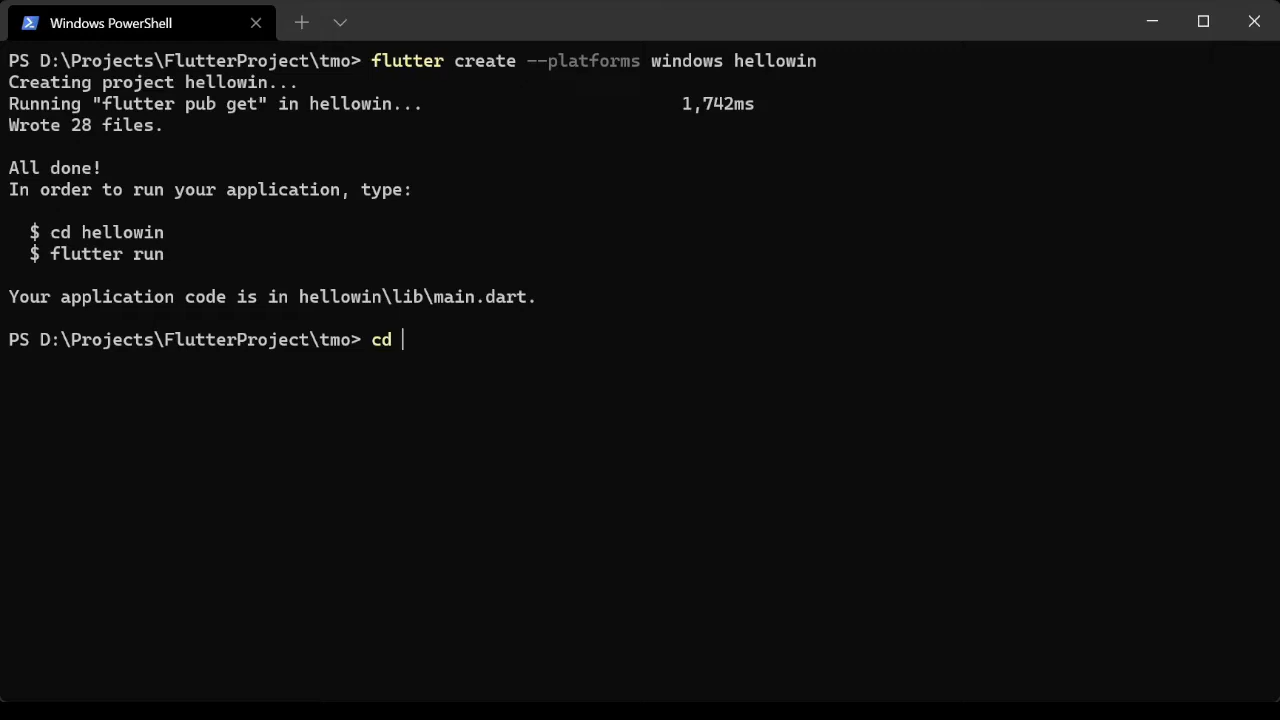 Windows PowerShell
PS D:\Projects\FlutterProject\tmo> flutter create --platforms windows hellowin
Creating project hellowin...
Running "flutter pub get" in hellowin... 1,742ms
Wrote 28 files.
All done!
In order to run your application, type:
$ cd hellowin
$ flutter run
Your application code is in hellowin\lib\main.dart.
PS D:\Projects\FlutterProject\tmo> cd